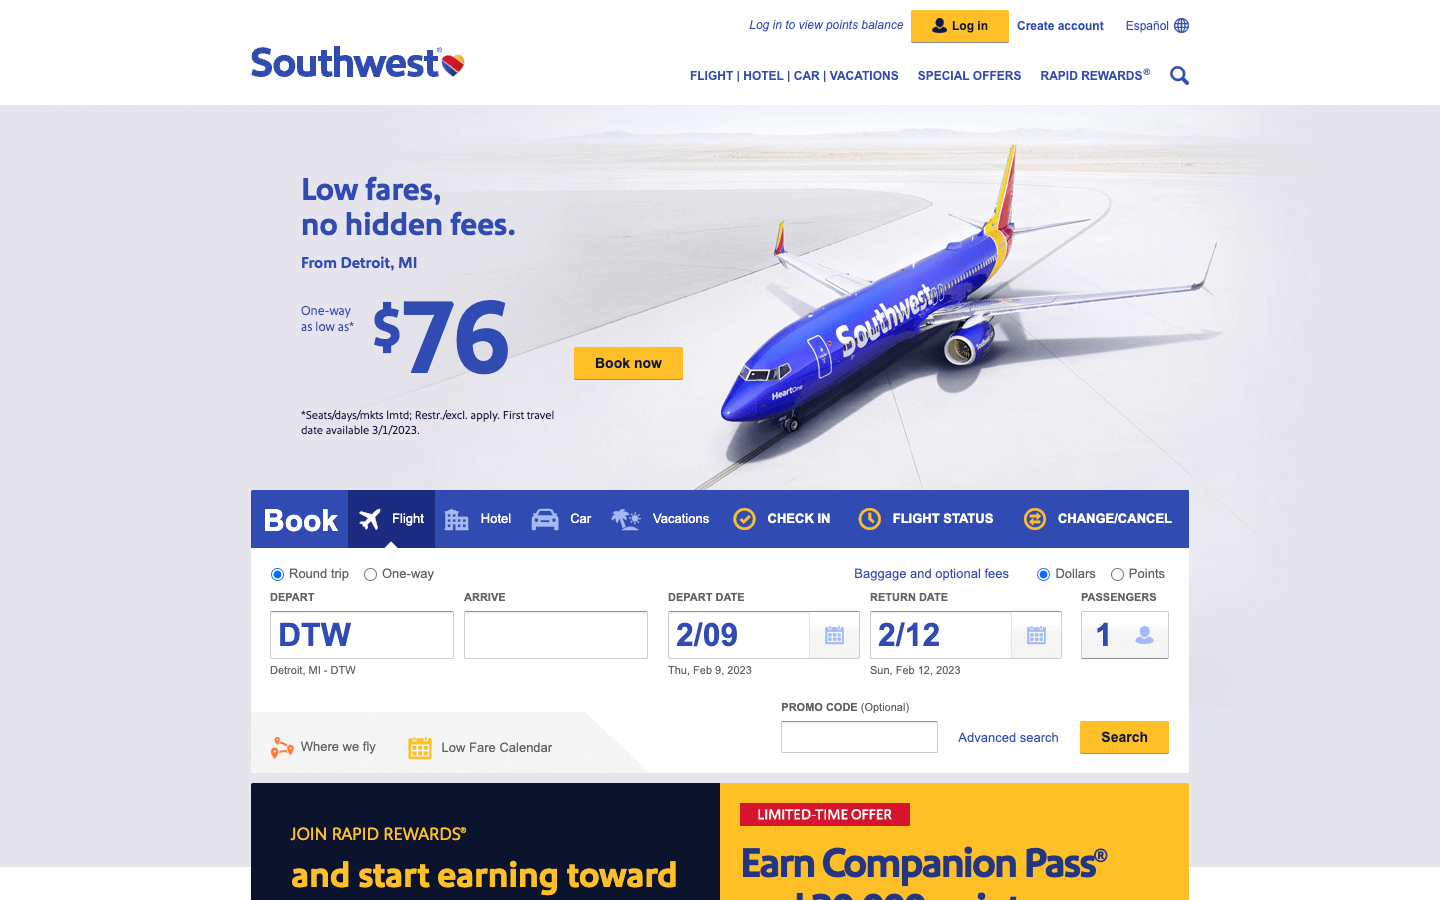 Log in to view points balance
Log in
Create account
Español
Southwest®
FLIGHT | HOTEL | CAR | VACATIONS
SPECIAL OFFERS
RAPID REWARDS®
Low fares,
no hidden fees.
From Detroit, MI
One-way
as low as*
$76
Book now
*Seats/days/mkts lmtd; Restr./excl. apply. First travel
date available 3/1/2023.
Southwest
HeartOne
Book
Flight
Hotel
Car
Vacations
CHECK IN
FLIGHT STATUS
CHANGE/CANCEL
Round trip
One-way
Baggage and optional fees
Dollars
Points
DEPART
ARRIVE
DEPART DATE
RETURN DATE
PASSENGERS
DTW
2/09
2/12
1
Detroit, MI - DTW
Thu, Feb 9, 2023
Sun, Feb 12, 2023
PROMO CODE (Optional)
Where we fly
Low Fare Calendar
Advanced search
Search
JOIN RAPID REWARDS®
and start earning toward
LIMITED-TIME OFFER
Earn Companion Pass®